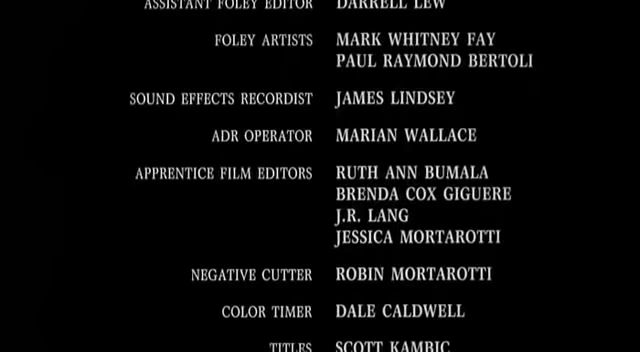 ASSISTANT FOLEY EDITOR DARRELL LEW
FOLEY ARTISTS MARK WHITNEY FAY
PAUL RAYMOND BERTOLI
SOUND EFFECTS RECORDIST JAMES LINDSEY
ADR OPERATOR MARIAN WALLACE
APPRENTICE FILM EDITORS RUTH ANN BUMALA
BRENDA COX GIGUERE
J.R. LANG
JESSICA MORTAROTTI
NEGATIVE CUTTER ROBIN MORTAROTTI
COLOR TIMER DALE CALDWELL
TITLES SCOTT KAMBIC